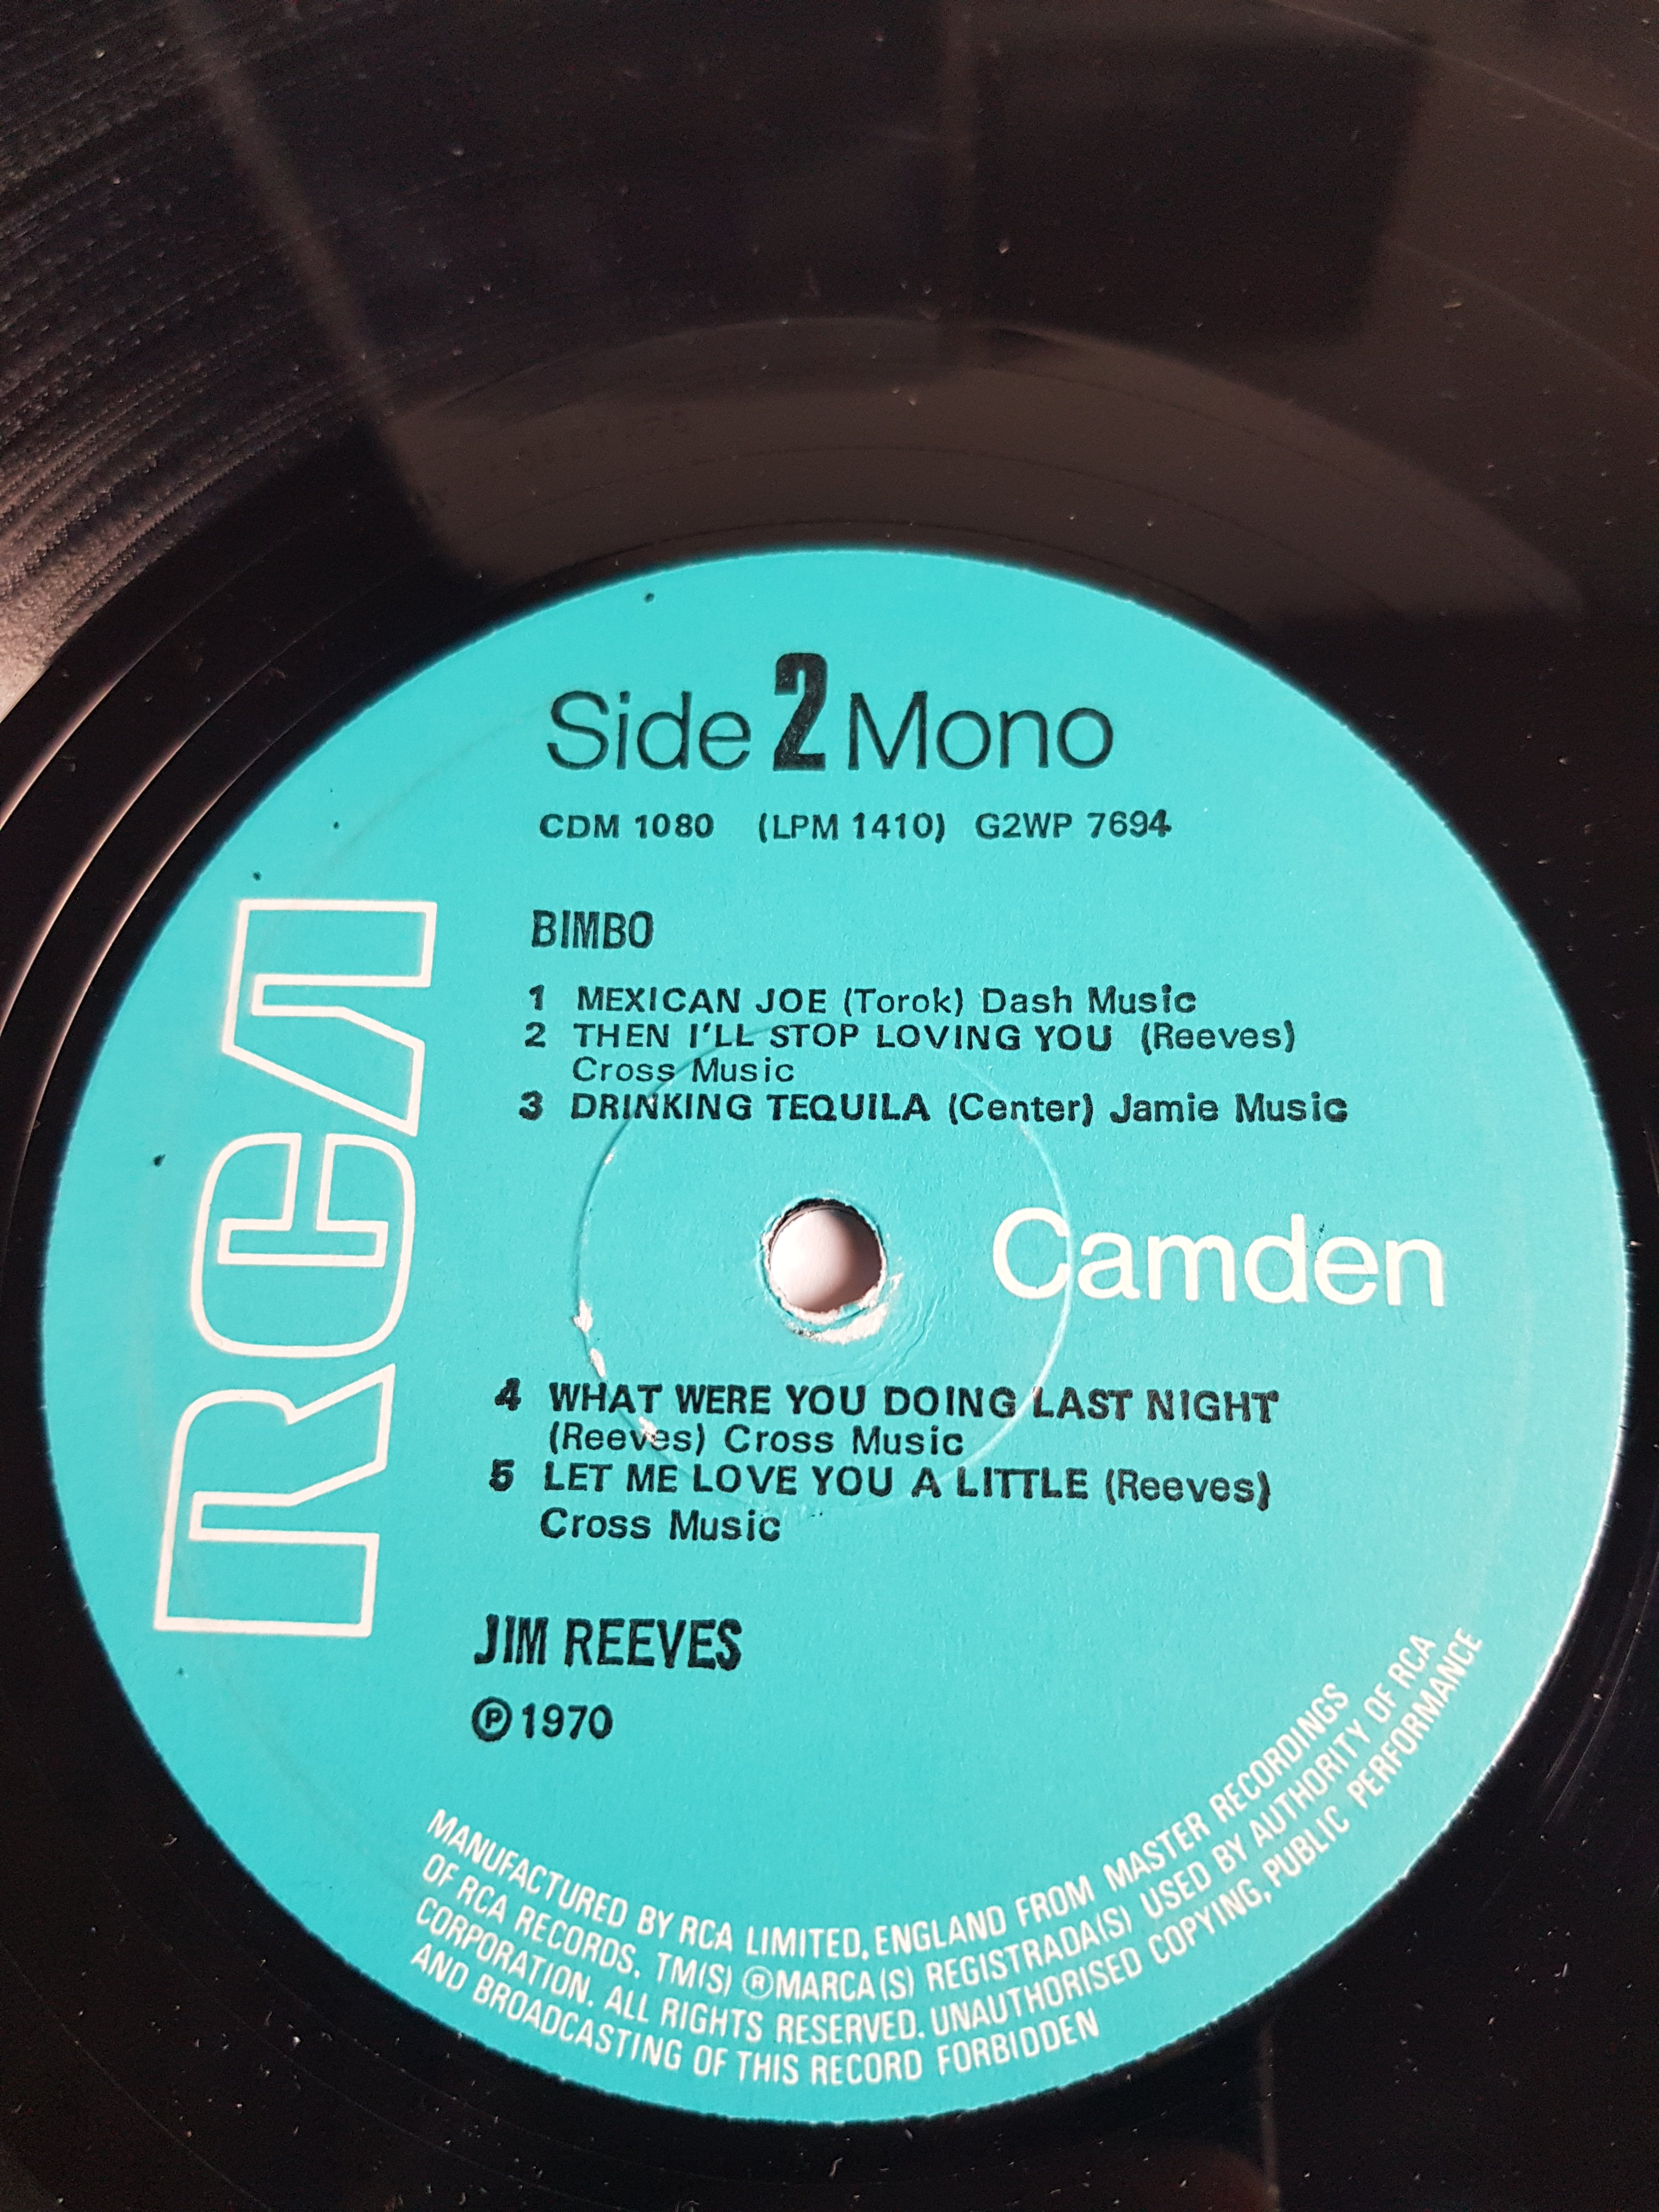 Side 2 Mono
CDM 1080 (LPM 1410) G2WP 7694
BIMBO
1 MEXICAN JOE (Torok) Dash Music
2 THEN I'LL STOP LOVING YOU (Reeves)
Cross Music
3 DRINKING TEQUILA (Center) Jamie Music
RCA
Camden
4 WHAT WERE YOU DOING LAST NIGHT
(Reeves) Cross Music
5 LET ME LOVE YOU A LITTLE (Reeves)
Cross Music
JIM REEVES
℗ 1970
MANUFACTURED BY RCA LIMITED, ENGLAND FROM MASTER RECORDINGS
OF RCA RECORDS. TM(S) ® MARCA(S) REGISTRADA(S) USED BY AUTHORITY OF RCA
CORPORATION. ALL RIGHTS RESERVED. UNAUTHORISED COPYING, PUBLIC PERFORMANCE
AND BROADCASTING OF THIS RECORD FORBIDDEN